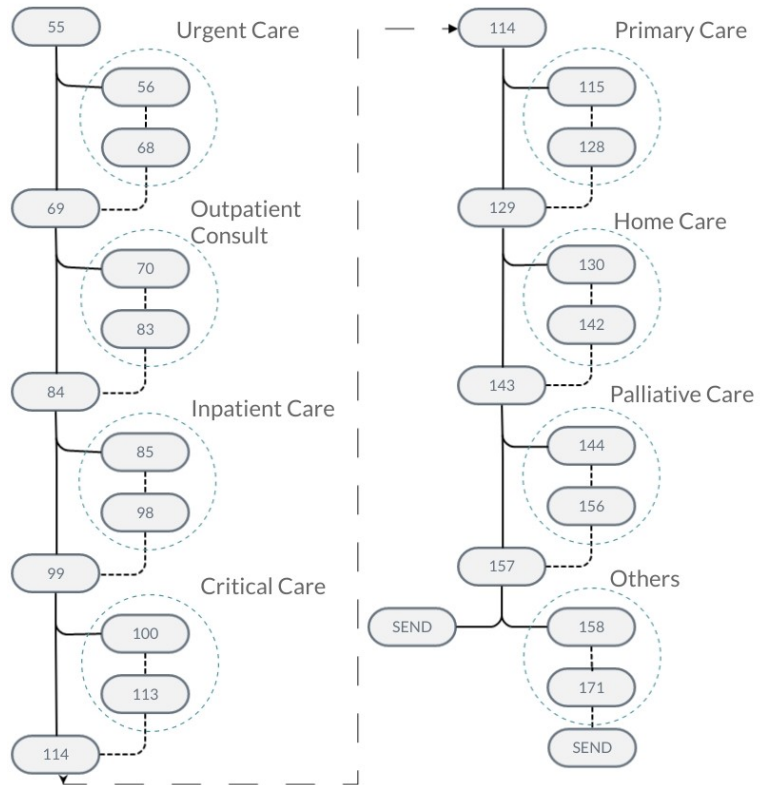 55
Urgent Care
56
68
69
Outpatient
Consult
70
83
84
Inpatient Care
85
98
99
Critical Care
100
113
114
114
Primary Care
115
128
129
Home Care
130
142
143
Palliative Care
144
156
157
Others
SEND
158
171
SEND